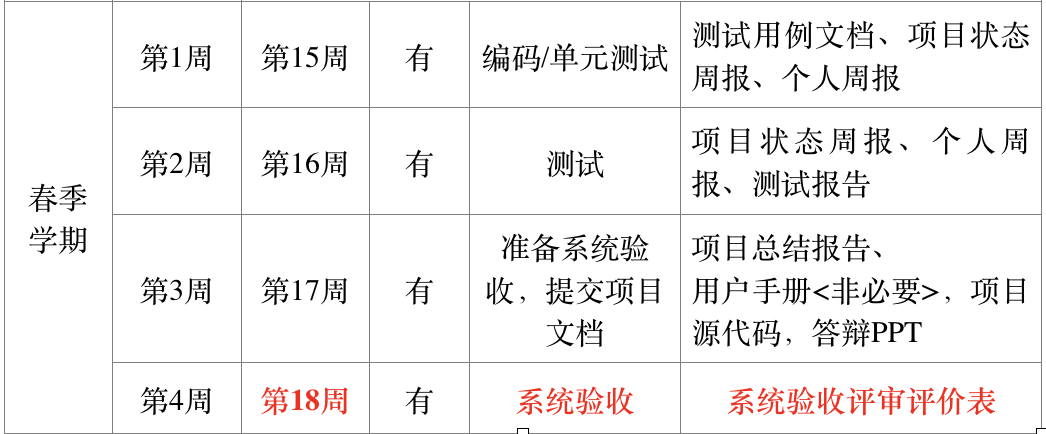 春季
学期
第1周
第15周
有
编码/单元测试
测试用例文档、项目状态
周报、个人周报
第2周
第16周
有
测试
项目状态周报、个人周
报、测试报告
第3周
第17周
有
准备系统验
收，提交项目
文档
项目总结报告、
用户手册<非必要>，项目
源代码，答辩PPT
第4周
第18周
有
系统验收
系统验收评审评价表